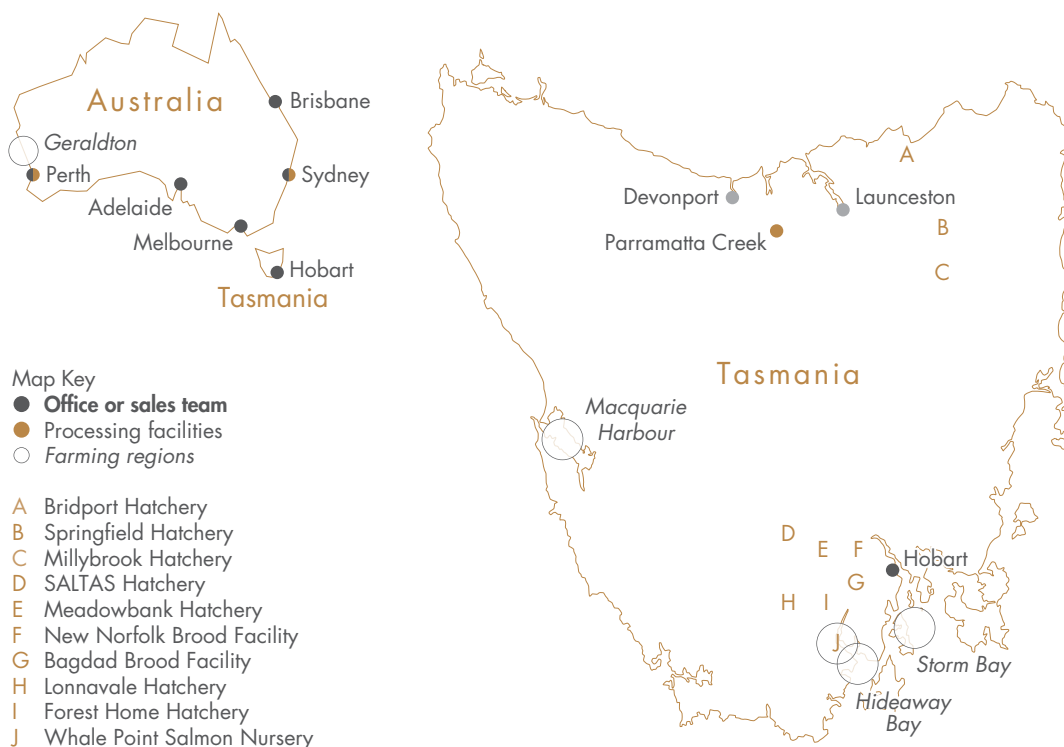 Australia
Brisbane
Geraldton
Perth
Sydney
Adelaide
Melbourne
Hobart
Tasmania
Map Key
Office or sales team
Processing facilities
Farming regions
A Bridport Hatchery
B Springfield Hatchery
C Millybrook Hatchery
D SALTAS Hatchery
E Meadowbank Hatchery
F New Norfolk Brood Facility
G Bagdad Brood Facility
H Lonnavale Hatchery
I Forest Home Hatchery
J Whale Point Salmon Nursery
A
Devonport
Launceston
Parramatta Creek
B
C
Tasmania
Macquarie
Harbour
D
E
F
Hobart
G
H
I
J
Storm Bay
Hideaway
Bay